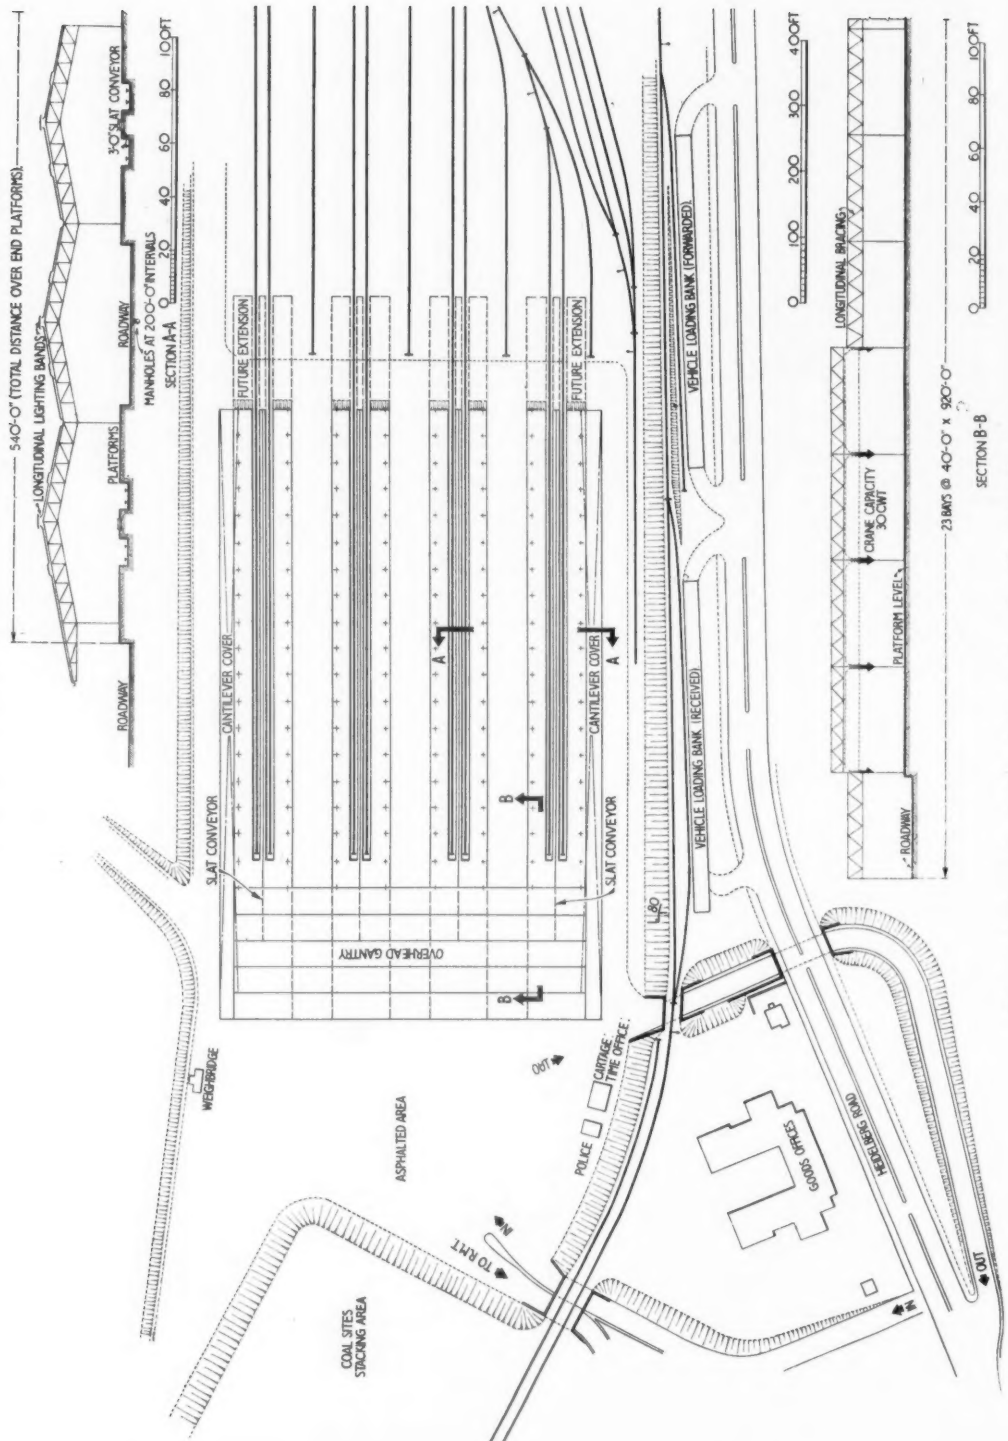 540'-0" (TOTAL DISTANCE OVER END PLATFORMS)
LONGITUDINAL LIGHTING BANDS
ROADWAY
PLATFORMS
ROADWAY
3'-0" SLAT CONVEYOR
MANHOLES AT 200'-0" INTERVALS
0 20 40 60 80 100FT
SECTION A-A
WEIGHBRIDGE
SLAT CONVEYOR
CANTILEVER COVER
FUTURE EXTENSION
OVERHEAD GANTRY
B
B
A
A
SLAT CONVEYOR
CANTILEVER COVER
FUTURE EXTENSION
COAL SITES
STACKING AREA
ASPHALTED AREA
TO R.M.T.
IN
OUT
POLICE
CARTAGE
TIME OFFICE
L 80
VEHICLE LOADING BANK (RECEIVED)
VEHICLE LOADING BANK (FORWARDED)
GOODS OFFICES
HEIDELBERG ROAD
IN
OUT
0 100 200 300 400FT
LONGITUDINAL BRACING
CRANE CAPACITY
30CWT
PLATFORM LEVEL
ROADWAY
23 BAYS @ 40'-0" x 920'-0"
SECTION B-B
0 20 40 60 80 100FT